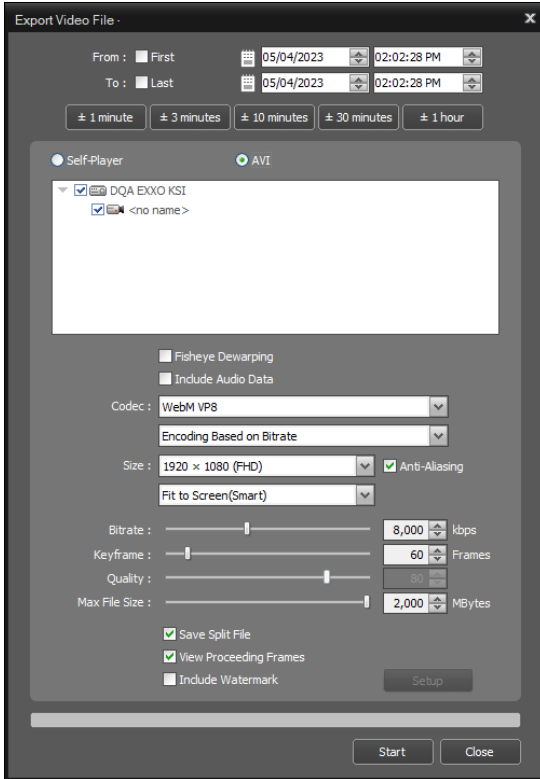 Export Video File -
x
From : First 05/04/2023 02:02:28 PM
To : Last 05/04/2023 02:02:28 PM
± 1 minute ± 3 minutes ± 10 minutes ± 30 minutes ± 1 hour
Self-Player AVI
DQA EXXO KSI
<no name>
Fisheye Dewarping
Include Audio Data
Codec : WebM VP8
Encoding Based on Bitrate
Size : 1920 × 1080 (FHD) Anti-Aliasing
Fit to Screen(Smart)
Bitrate : 8,000 kbps
Keyframe : 60 Frames
Quality : 80
Max File Size : 2,000 MBytes
Save Split File
View Proceeding Frames
Include Watermark Setup
Start Close